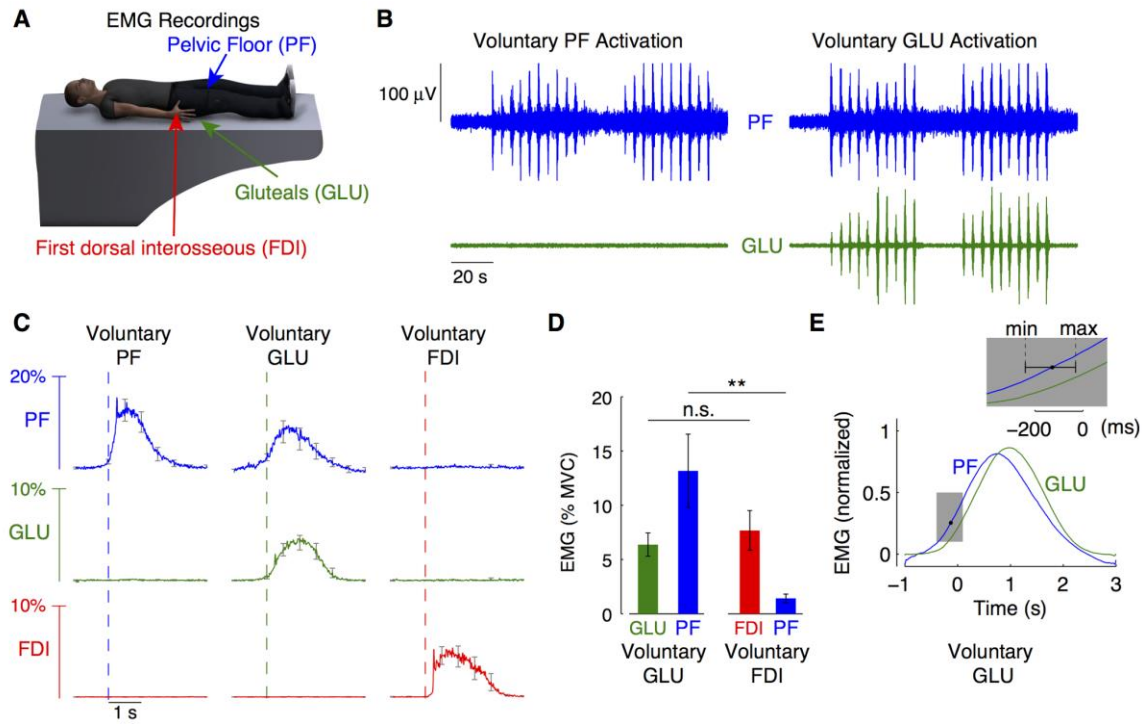 A
EMG Recordings
Pelvic Floor (PF)
Gluteals (GLU)
First dorsal interosseous (FDI)
B
Voluntary PF Activation
Voluntary GLU Activation
100 μV
PF
GLU
20 s
C
Voluntary
PF
Voluntary
GLU
Voluntary
FDI
20%
PF
10%
GLU
10%
FDI
1 s
D
**
n.s.
20
15
10
5
0
EMG (% MVC)
GLU PF
FDI PF
Voluntary
GLU
Voluntary
FDI
E
min max
−200 0 (ms)
PF
GLU
1
0.5
0
EMG (normalized)
−1 0 1 2 3
Time (s)
Voluntary
GLU